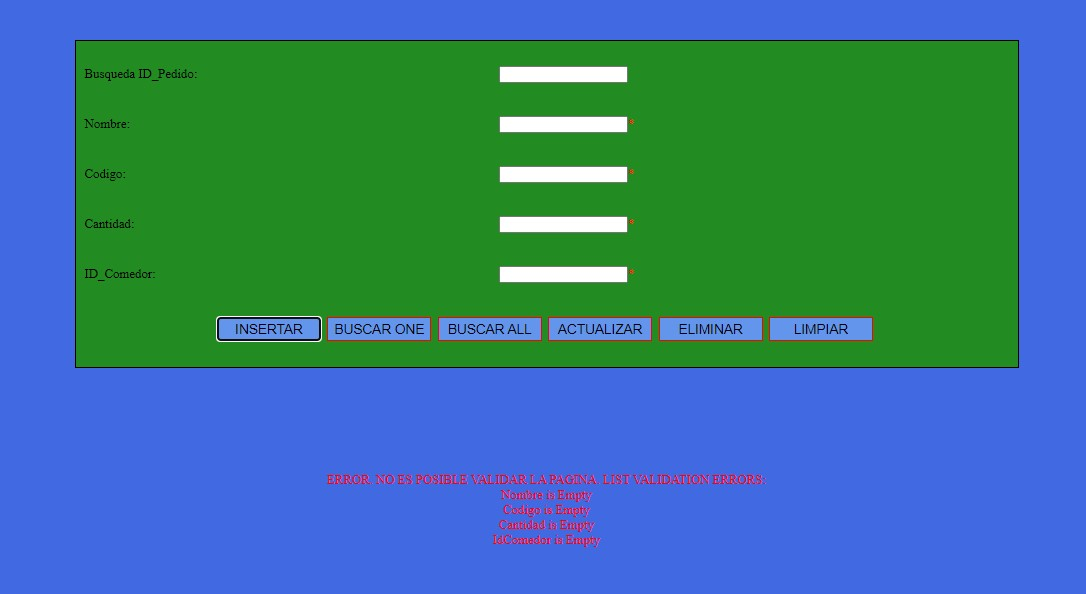 Busqueda ID_Pedido:
Nombre: *
Codigo: *
Cantidad: *
ID_Comedor: *
INSERTAR BUSCAR ONE BUSCAR ALL ACTUALIZAR ELIMINAR LIMPIAR
ERROR, NO ES POSIBLE VALIDAR LA PAGINA. LIST VALIDATION ERRORS:
Nombre is Empty
Codigo is Empty
Cantidad is Empty
IdComedor is Empty